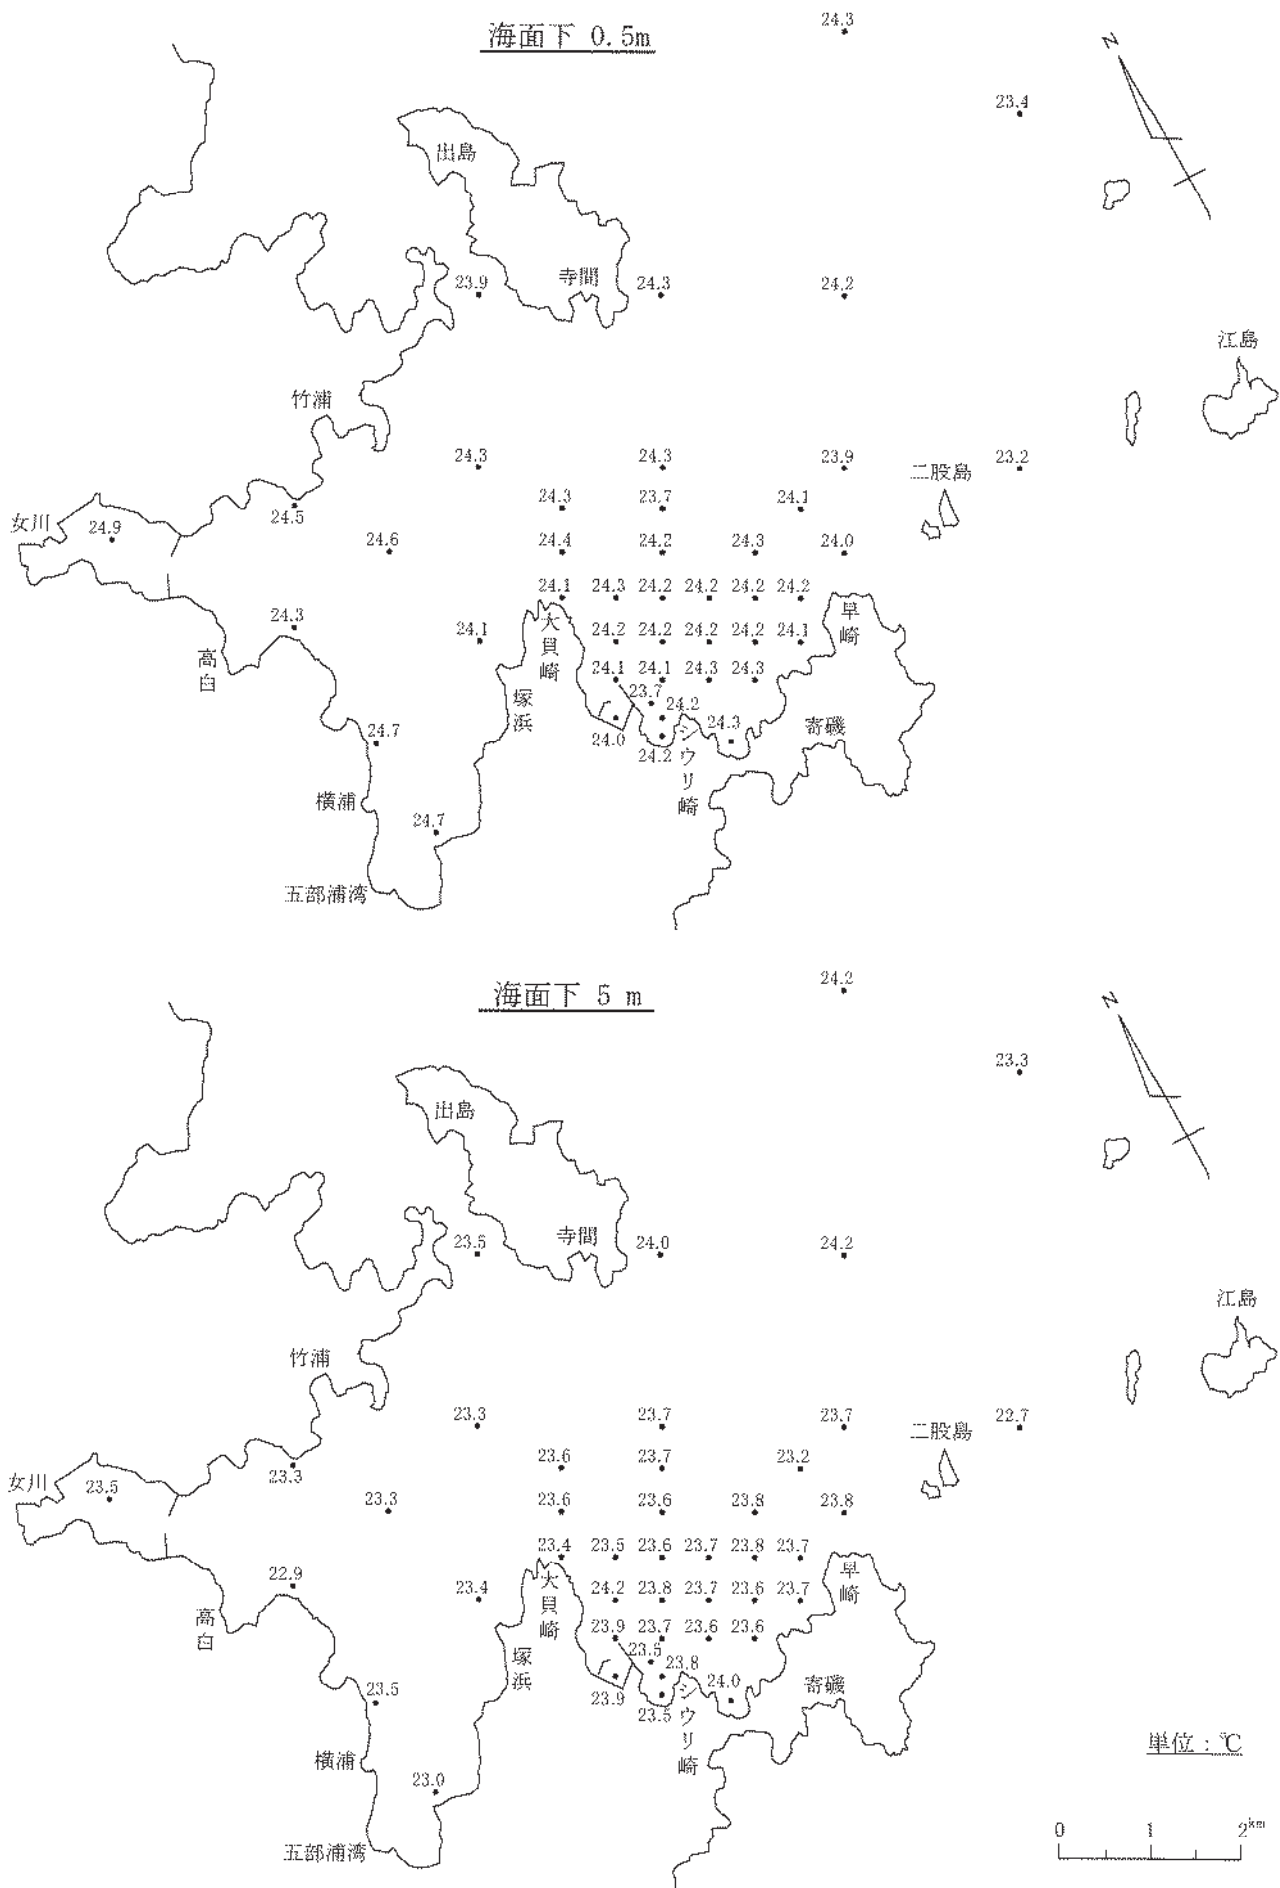 海面下 0.5m
24.3
N
23.4
出島
寺間
23.9
24.3
24.2
江島
竹浦
24.3
24.3
23.9
二股島
23.2
24.3
23.7
24.1
女川
24.9
24.5
24.6
24.4
24.2
24.3
24.0
24.1
24.3
24.2
24.2
24.2
24.2
早崎
24.3
24.1
大貝崎
24.2
24.2
24.2
24.2
24.1
高白
24.1
24.1
24.3
24.3
塚浜
23.7
24.2
24.0
24.2
シウリ崎
24.3
寄磯
24.7
横浦
24.7
五部浦湾
海面下 5 m
24.2
N
23.3
出島
寺間
23.5
24.0
24.2
江島
竹浦
23.3
23.7
23.7
二股島
22.7
23.6
23.7
23.2
女川
23.5
23.3
23.3
23.6
23.6
23.8
23.8
23.4
23.5
23.6
23.7
23.8
23.7
早崎
22.9
23.4
大貝崎
24.2
23.8
23.7
23.6
23.7
高白
23.9
23.7
23.6
23.6
塚浜
23.5
23.8
23.9
23.5
シウリ崎
24.0
寄磯
23.5
単位：℃
横浦
23.0
五部浦湾
0 1 2km